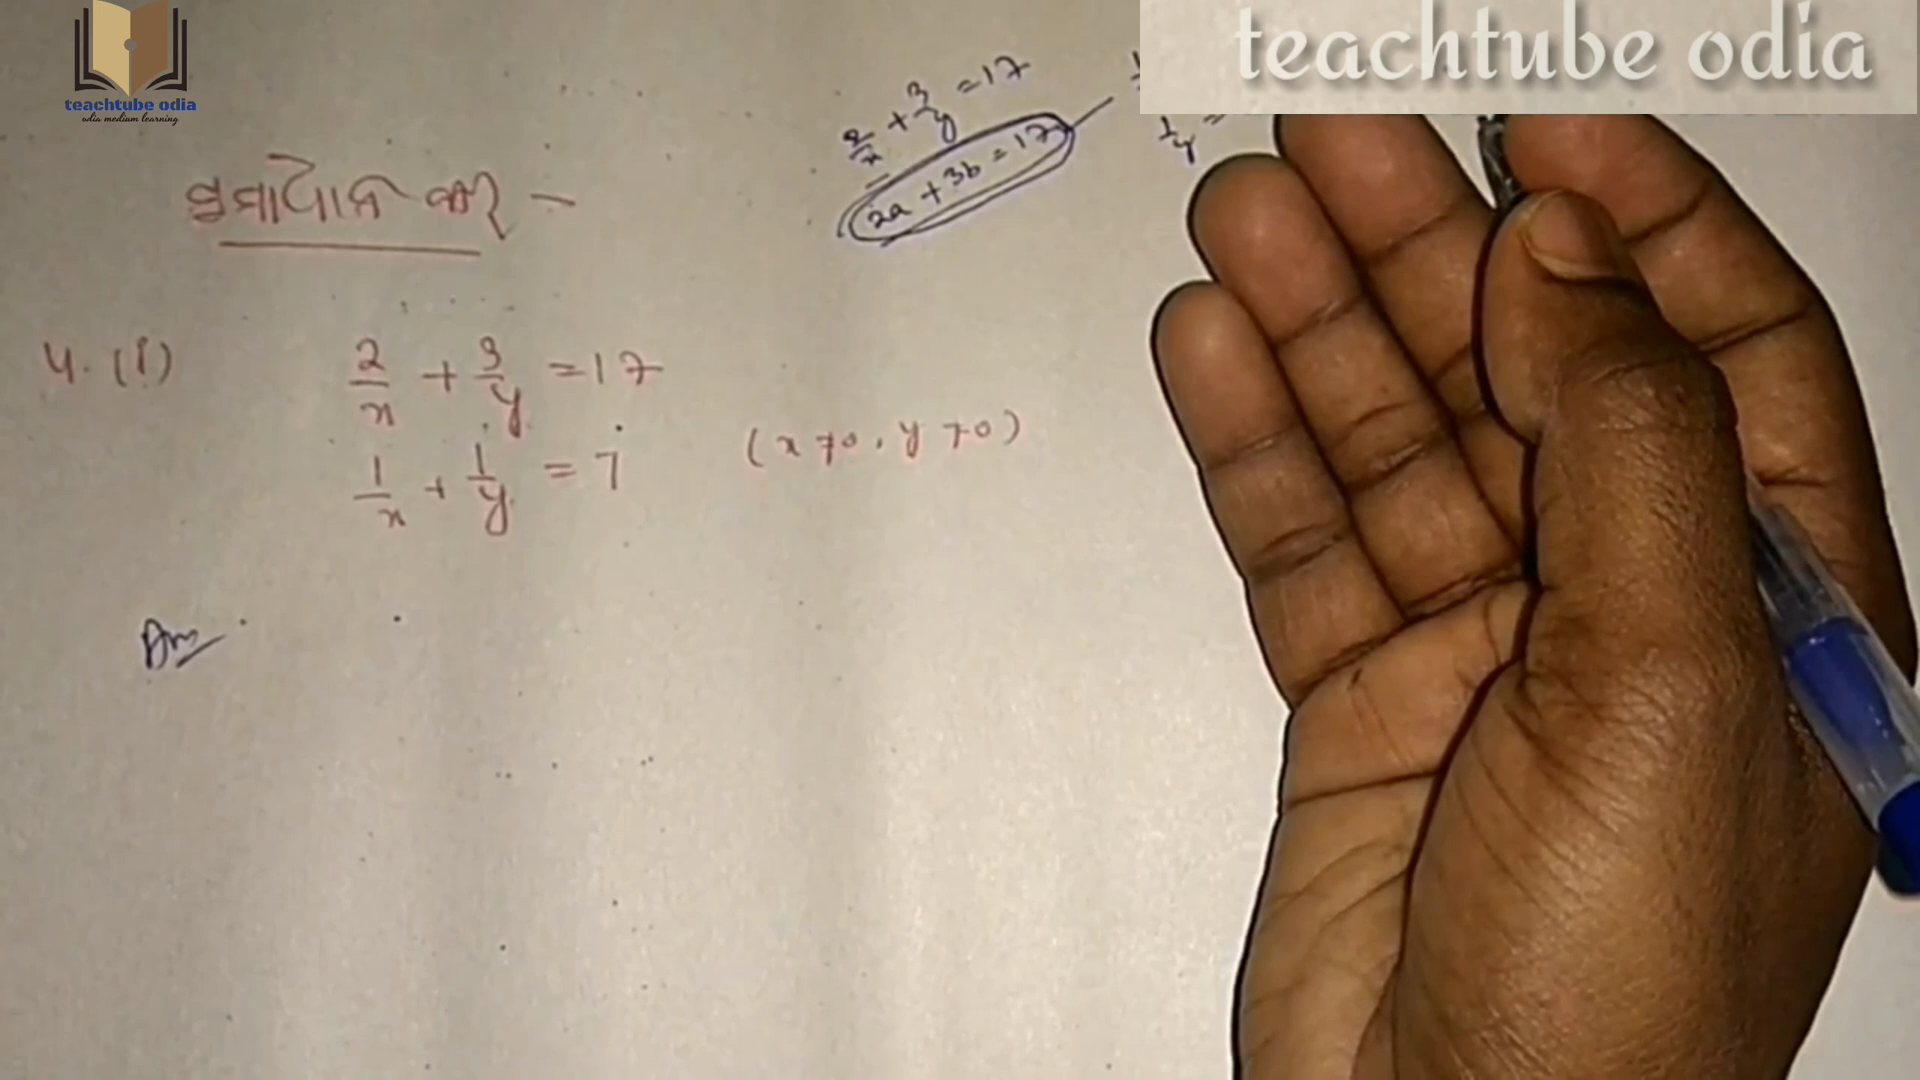 teachtube odia
odia medium learning
teachtube odia
2/x + 3/y = 17
2a + 3b = 17
1/y =
ସମାଧାନ କର –
4. (i) 2/x + 3/y = 17
1/x + 1/y = 7 (x ≠ 0, y ≠ 0)
Ans